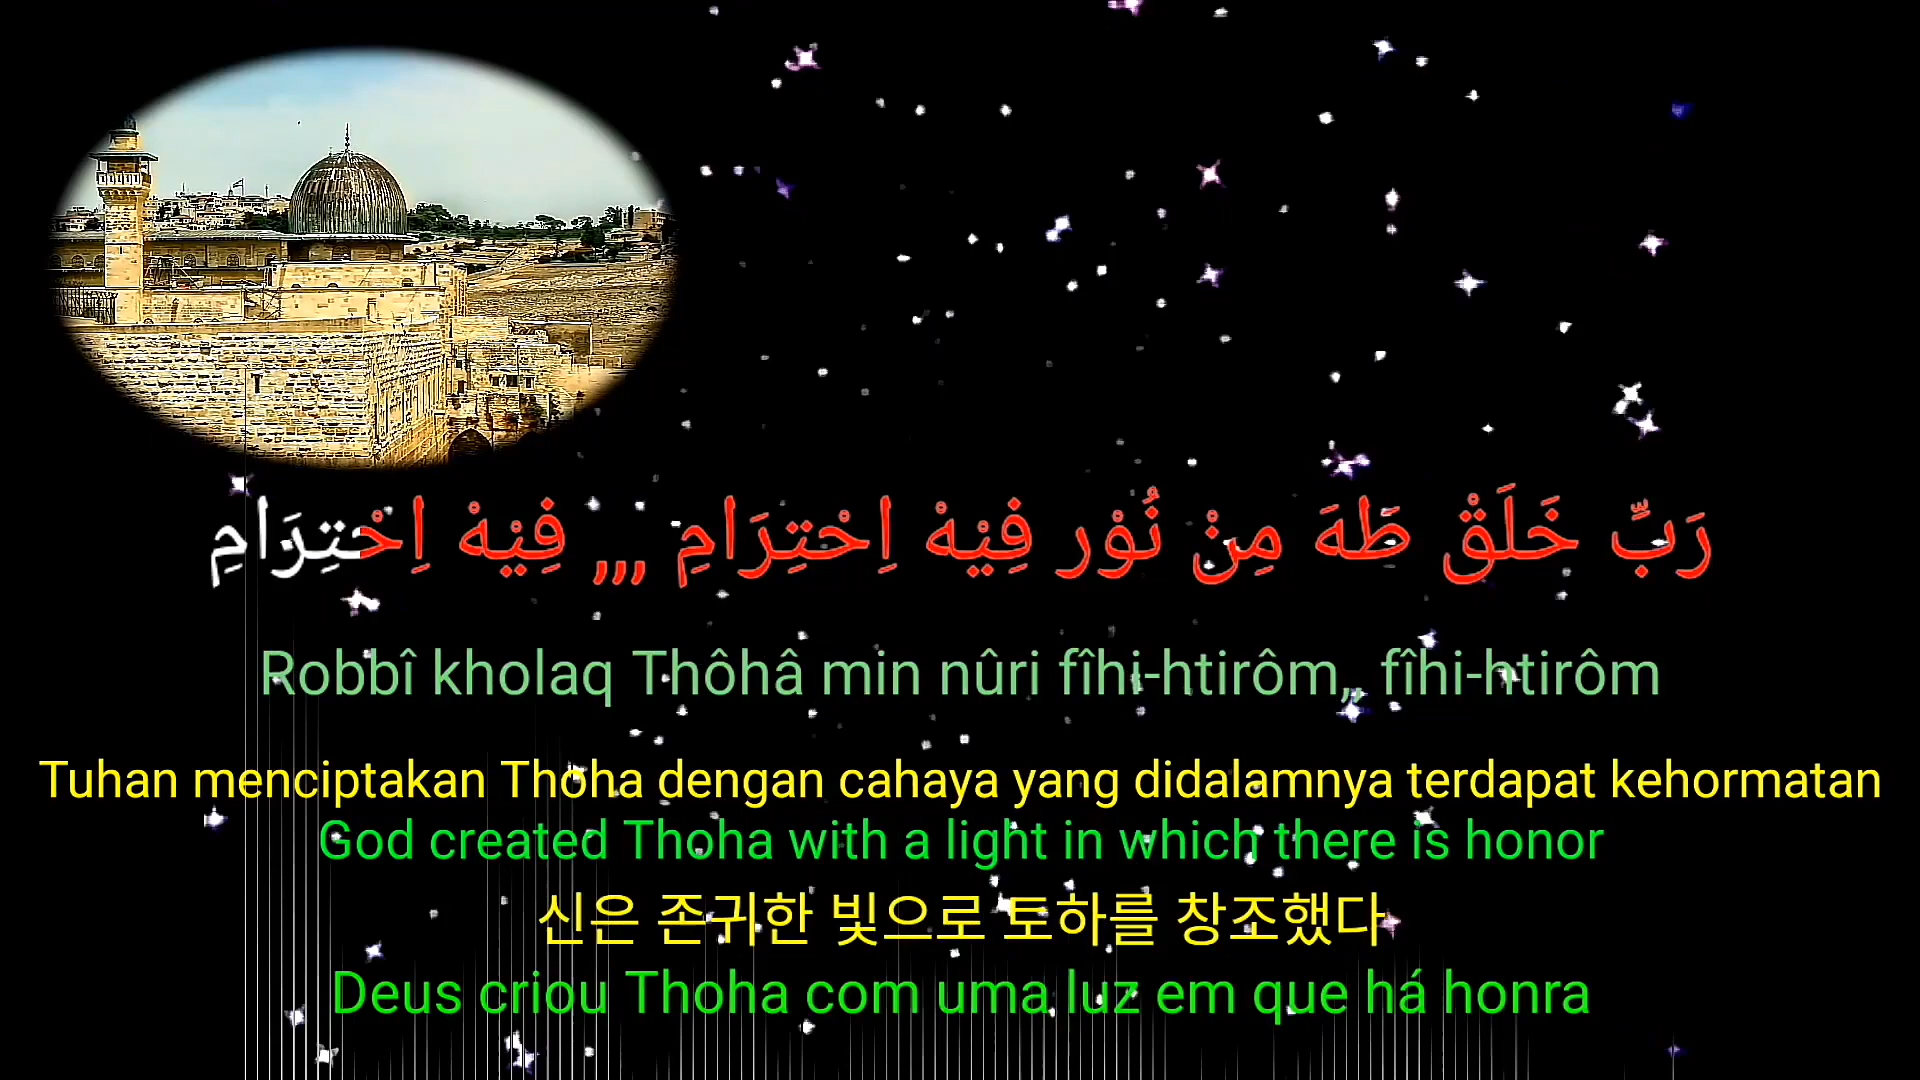 رَبِّ خَلَقْ طٰهَ مِنْ نُوْر فِيْهْ اِحْتِرَامِ ,,, فِيْهْ اِحْتِرَامِ
Robbî kholaq Thôhâ min nûri fîhi-htirôm,, fîhi-htirôm
Tuhan menciptakan Thoha dengan cahaya yang didalamnya terdapat kehormatan
God created Thoha with a light in which there is honor
신은 존귀한 빛으로 토하를 창조했다
Deus criou Thoha com uma luz em que há honra